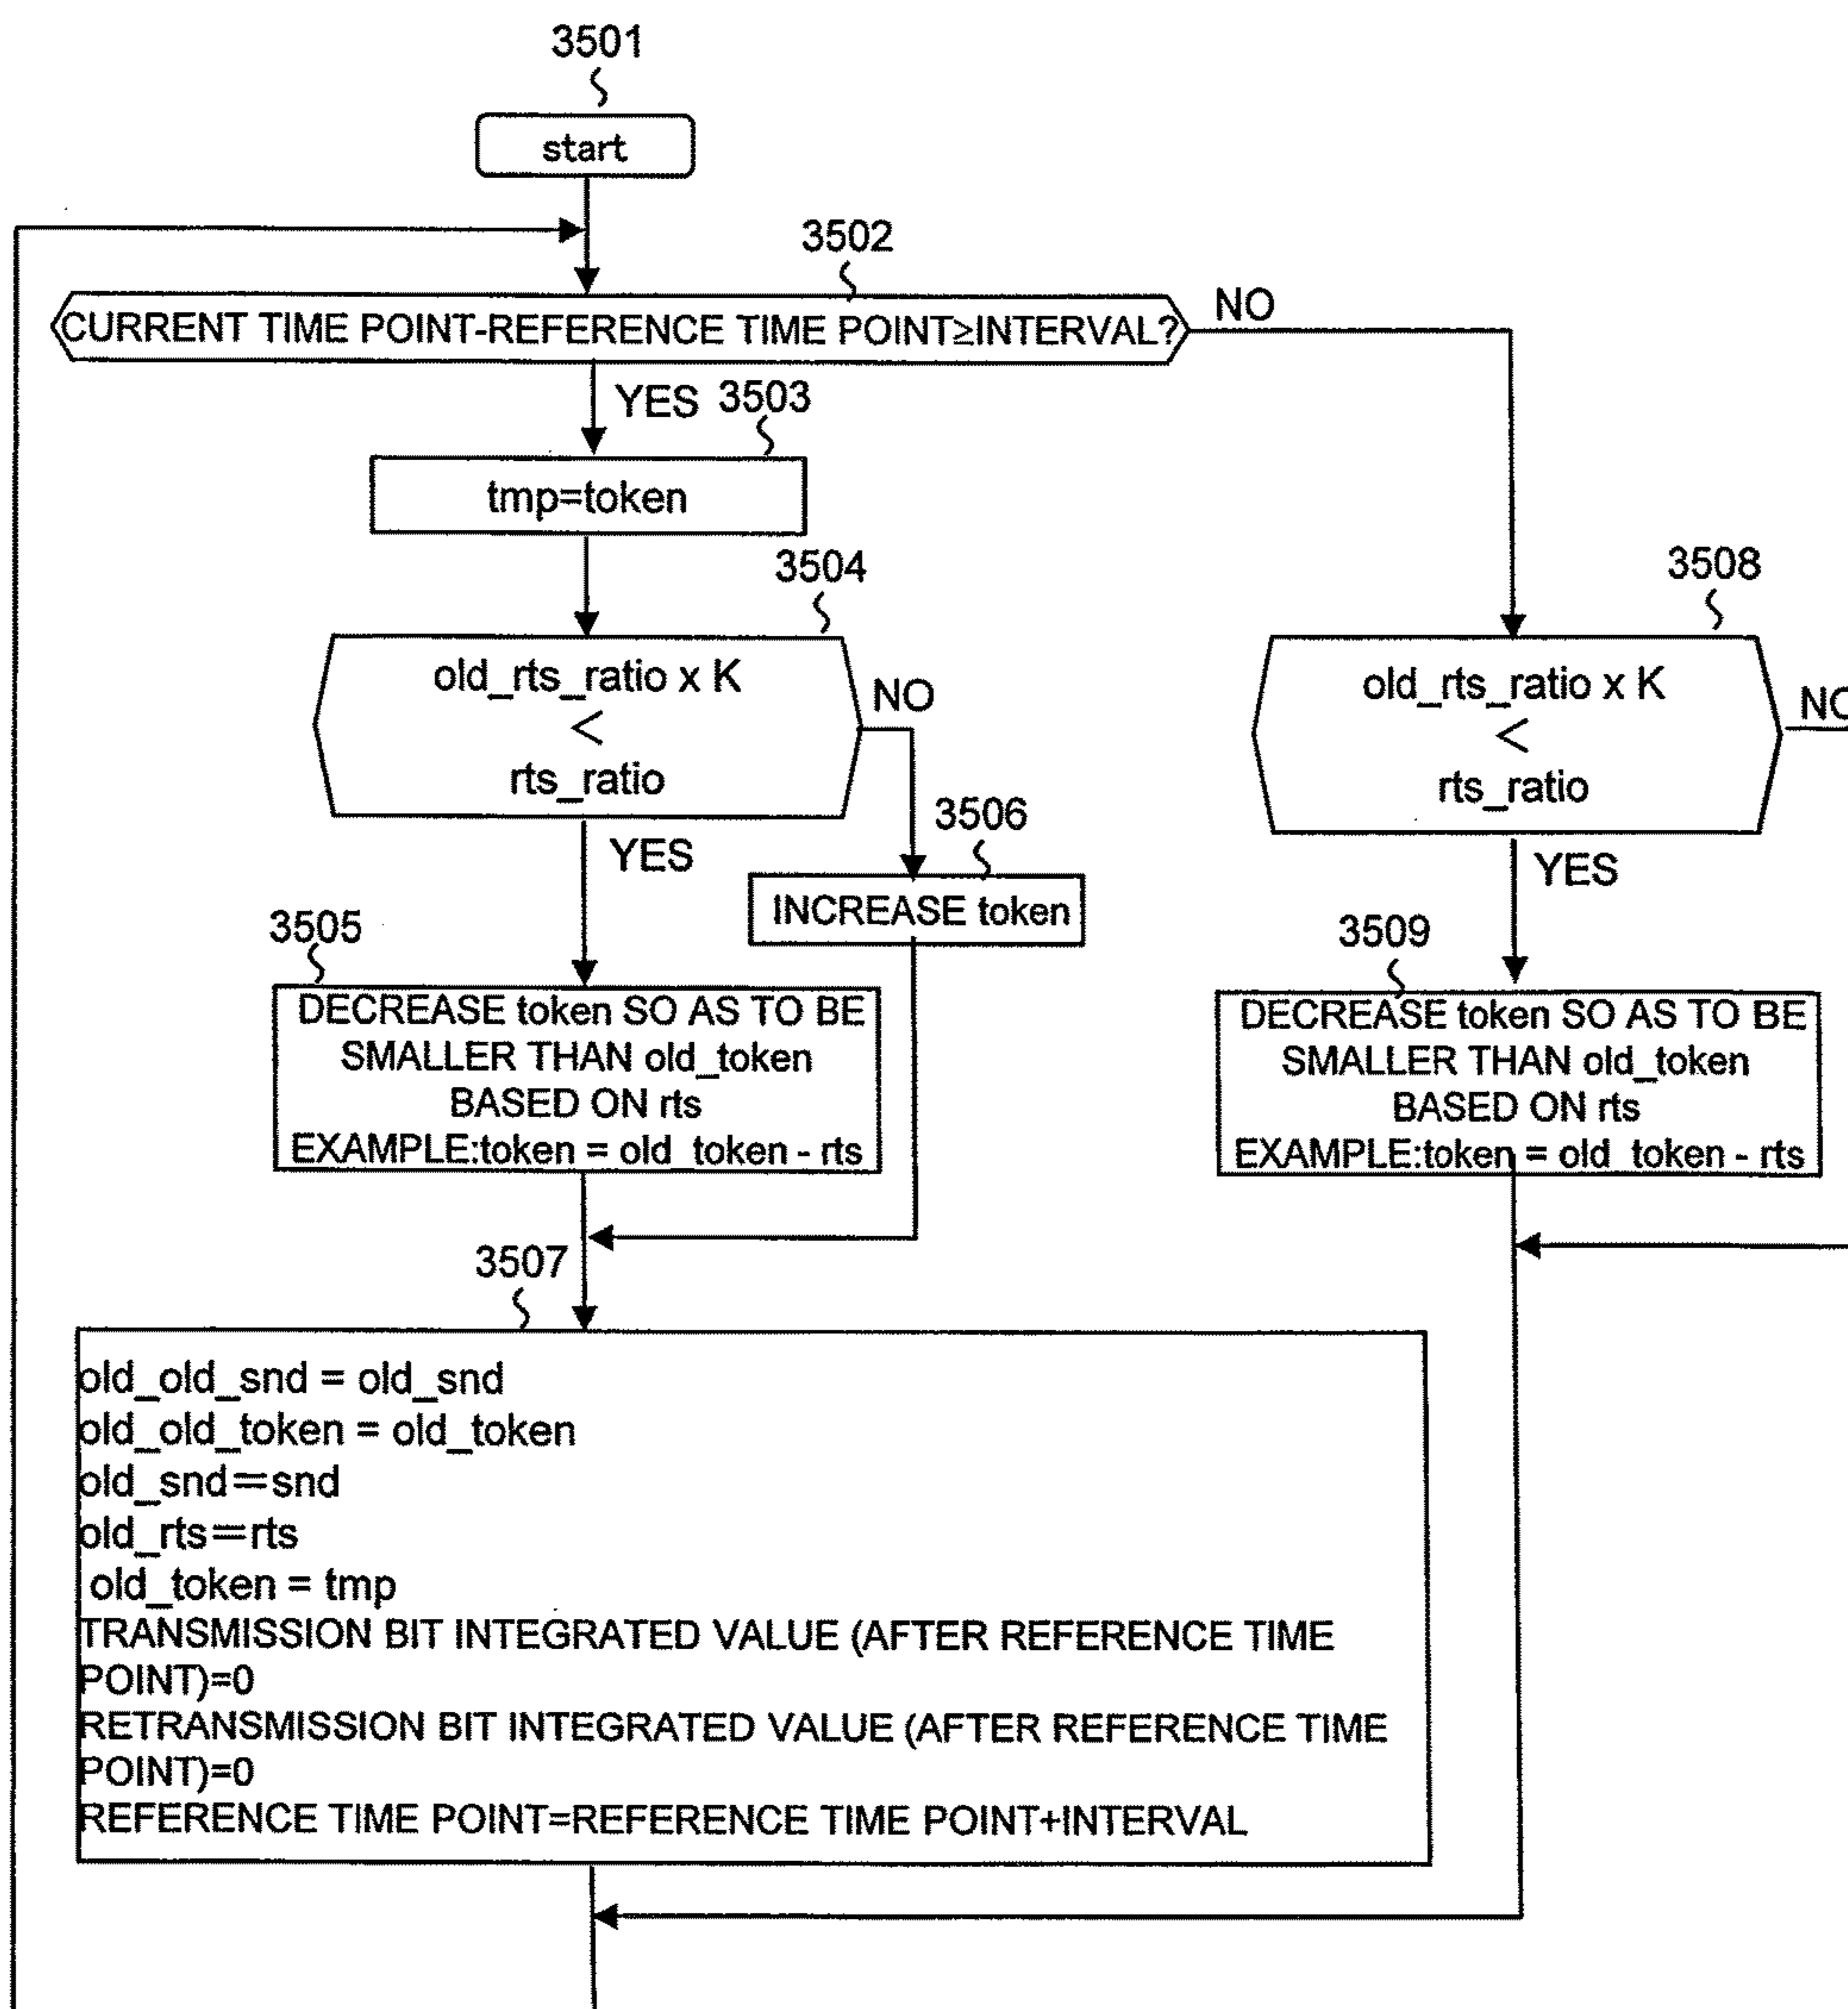 3501
start
3502
CURRENT TIME POINT-REFERENCE TIME POINT≥INTERVAL?
NO
YES
3503
tmp=token
3504
old_rts_ratio x K
<
rts_ratio
NO
YES
3506
INCREASE token
3505
DECREASE token SO AS TO BE
SMALLER THAN old_token
BASED ON rts
EXAMPLE:token = old_token - rts
3508
old_rts_ratio x K
<
rts_ratio
NO
YES
3509
DECREASE token SO AS TO BE
SMALLER THAN old_token
BASED ON rts
EXAMPLE:token = old_token - rts
3507
old_old_snd = old_snd
old_old_token = old_token
old_snd=snd
old_rts=rts
old_token = tmp
TRANSMISSION BIT INTEGRATED VALUE (AFTER REFERENCE TIME
POINT)=0
RETRANSMISSION BIT INTEGRATED VALUE (AFTER REFERENCE TIME
POINT)=0
REFERENCE TIME POINT=REFERENCE TIME POINT+INTERVAL